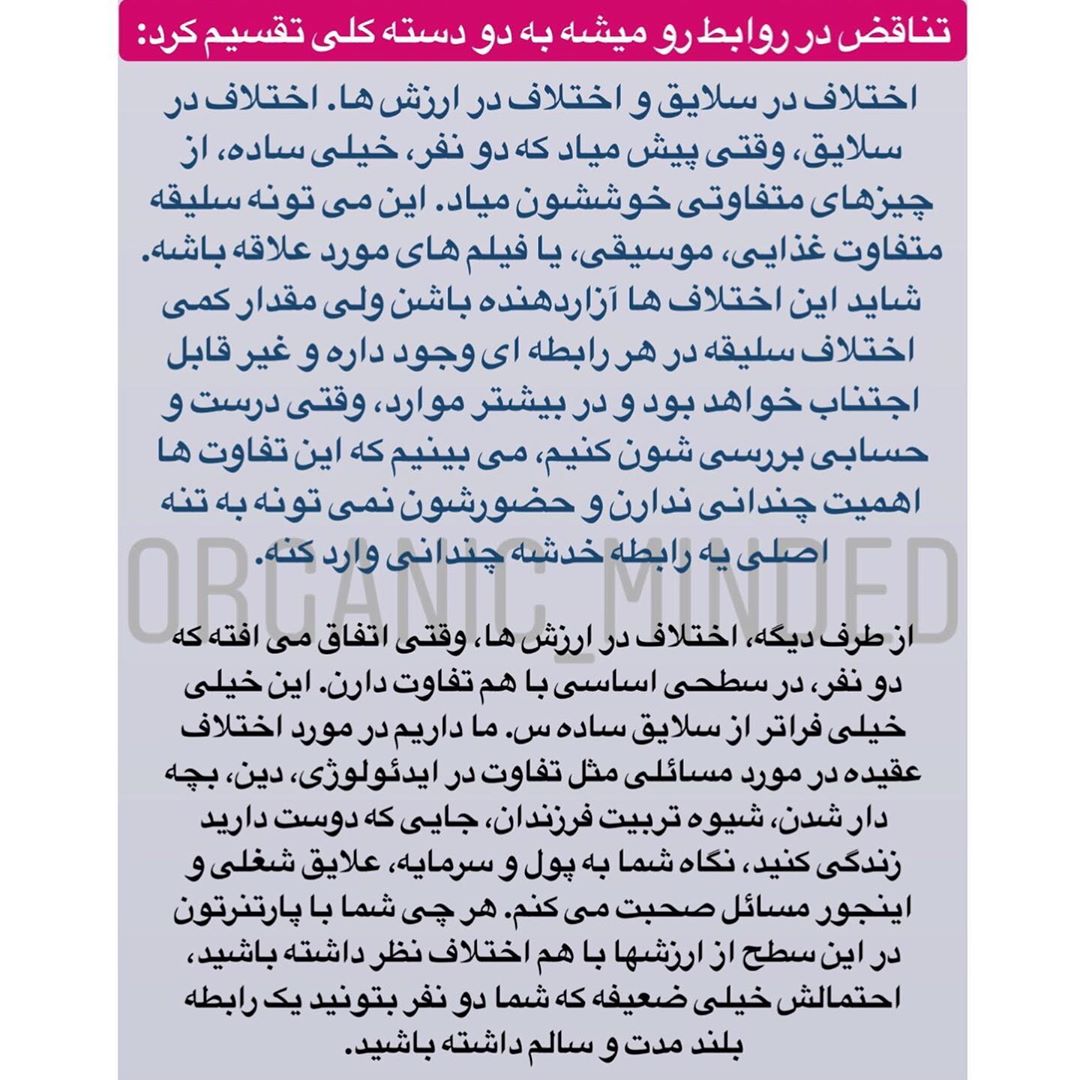 تناقض در روابط رو میشه به دو دسته کلی تقسیم کرد:
اختلاف در سلایق و اختلاف در ارزش ها. اختلاف در
سلایق، وقتی پیش میاد که دو نفر، خیلی ساده، از
چیزهای متفاوتی خوششون میاد. این می تونه سلیقه
متفاوت غذایی، موسیقی، یا فیلم های مورد علاقه باشه.
شاید این اختلاف ها آزاردهنده باشن ولی مقدار کمی
اختلاف سلیقه در هر رابطه ای وجود داره و غیر قابل
اجتناب خواهد بود و در بیشتر موارد، وقتی درست و
حسابی بررسی شون کنیم، می بینیم که این تفاوت ها
اهمیت چندانی ندارن و حضورشون نمی تونه به تنه
اصلی یه رابطه خدشه چندانی وارد کنه.
ORGANIC_MINDED
از طرف دیگه، اختلاف در ارزش ها، وقتی اتفاق می افته که
دو نفر، در سطحی اساسی با هم تفاوت دارن. این خیلی
خیلی فراتر از سلایق ساده س. ما داریم در مورد اختلاف
عقیده در مورد مسائلی مثل تفاوت در ایدئولوژی، دین، بچه
دار شدن، شیوه تربیت فرزندان، جایی که دوست دارید
زندگی کنید، نگاه شما به پول و سرمایه، علایق شغلی و
اینجور مسائل صحبت می کنم. هر چی شما با پارتنرتون
در این سطح از ارزشها با هم اختلاف نظر داشته باشید،
احتمالش خیلی ضعیفه که شما دو نفر بتونید یک رابطه
بلند مدت و سالم داشته باشید.